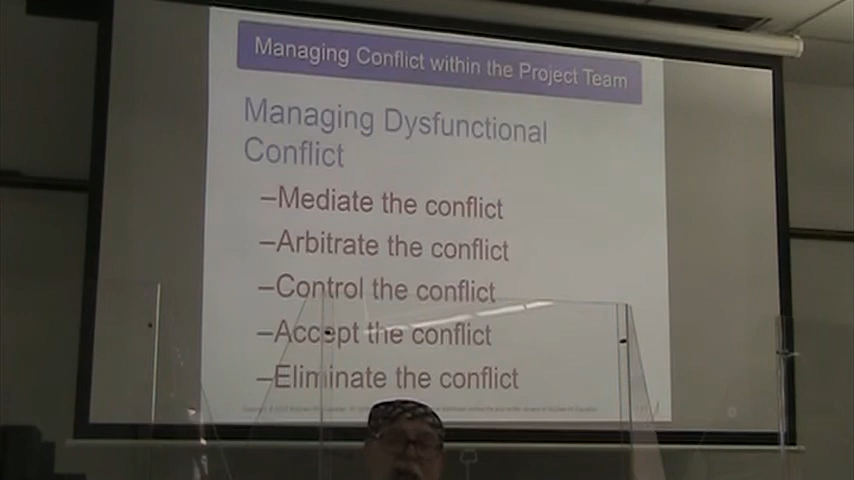 Managing Conflict within the Project Team
Managing Dysfunctional
Conflict
–Mediate the conflict
–Arbitrate the conflict
–Control the conflict
–Accept the conflict
–Eliminate the conflict